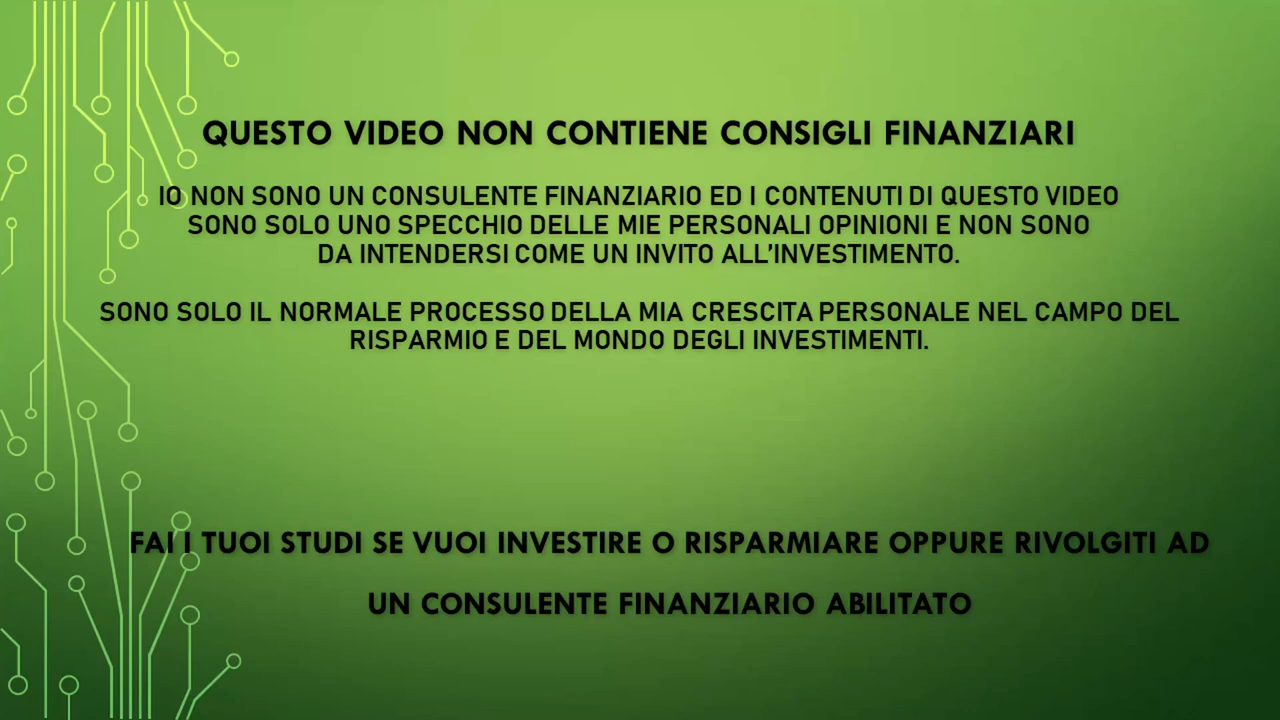 QUESTO VIDEO NON CONTIENE CONSIGLI FINANZIARI
IO NON SONO UN CONSULENTE FINANZIARIO ED I CONTENUTI DI QUESTO VIDEO
SONO SOLO UNO SPECCHIO DELLE MIE PERSONALI OPINIONI E NON SONO
DA INTENDERSI COME UN INVITO ALL'INVESTIMENTO.
SONO SOLO IL NORMALE PROCESSO DELLA MIA CRESCITA PERSONALE NEL CAMPO DEL
RISPARMIO E DEL MONDO DEGLI INVESTIMENTI.
FAI I TUOI STUDI SE VUOI INVESTIRE O RISPARMIARE OPPURE RIVOLGITI AD
UN CONSULENTE FINANZIARIO ABILITATO